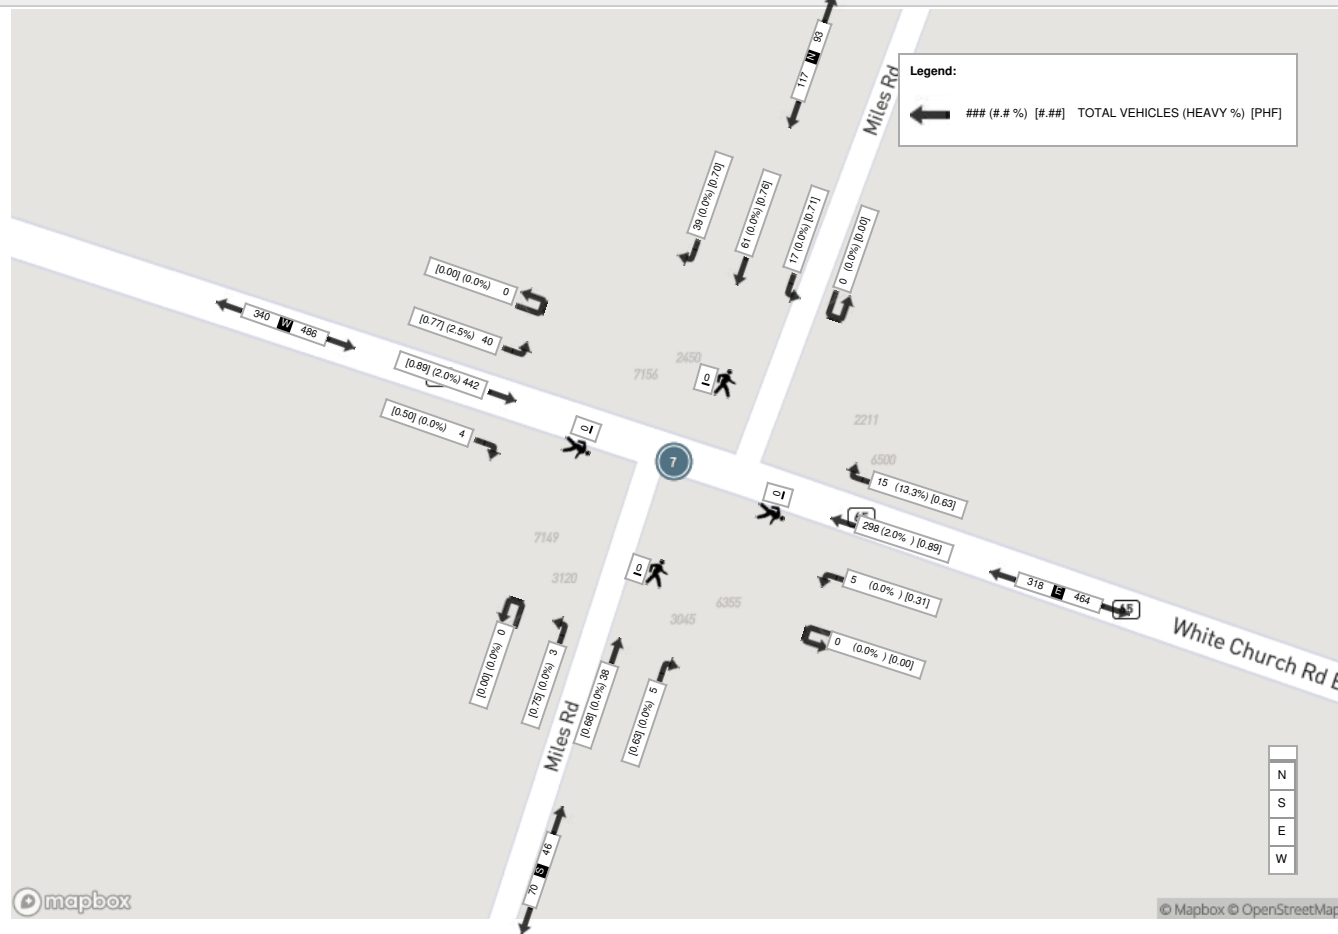 N 93
117
Miles Rd
Legend:
### (#.# %) [#.##] TOTAL VEHICLES (HEAVY %) [PHF]
39 (0.0%) [0.70]
61 (0.0%) [0.76]
17 (0.0%) [0.71]
0 (0.0%) [0.00]
[0.00] (0.0%) 0
[0.77] (2.5%) 40
[0.89] (2.0%) 442
[0.50] (0.0%) 4
340 W 486
2450
7156
0
0
7
0
0
2211
6500
15 (13.3%) [0.63]
298 (2.0% ) [0.89]
5 (0.0% ) [0.31]
0 (0.0% ) [0.00]
318 E 464
65
White Church Rd E
7149
3120
6355
3045
[0.00] (0.0%) 0
[0.75] (0.0%) 3
[0.68] (0.0%) 38
[0.63] (0.0%) 5
Miles Rd
70 S 46
N
S
E
W
mapbox
© Mapbox © OpenStreetMap